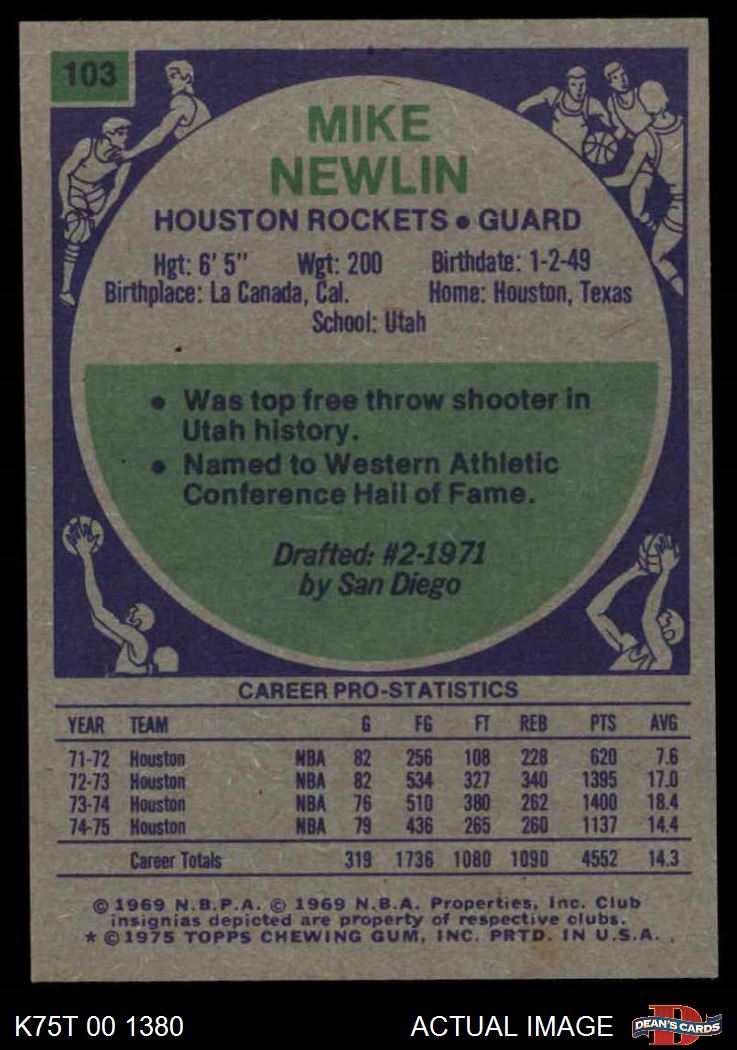 103
MIKE
NEWLIN
HOUSTON ROCKETS • GUARD
Hgt: 6' 5" Wgt: 200 Birthdate: 1-2-49
Birthplace: La Canada, Cal. Home: Houston, Texas
School: Utah
• Was top free throw shooter in
Utah history.
• Named to Western Athletic
Conference Hall of Fame.
Drafted: #2-1971
by San Diego
CAREER PRO-STATISTICS
YEAR TEAM G FG FT REB PTS AVG
71-72 Houston NBA 82 256 108 228 620 7.6
72-73 Houston NBA 82 534 327 340 1395 17.0
73-74 Houston NBA 76 510 380 262 1400 18.4
74-75 Houston NBA 79 436 265 260 1137 14.4
Career Totals 319 1736 1080 1090 4552 14.3
© 1969 N.B.P.A. © 1969 N.B.A. Properties, Inc. Club
insignias depicted are property of respective clubs.
* © 1975 TOPPS CHEWING GUM, INC. PRTD. IN U.S.A.
K75T 00 1380 ACTUAL IMAGE DEAN'S CARDS